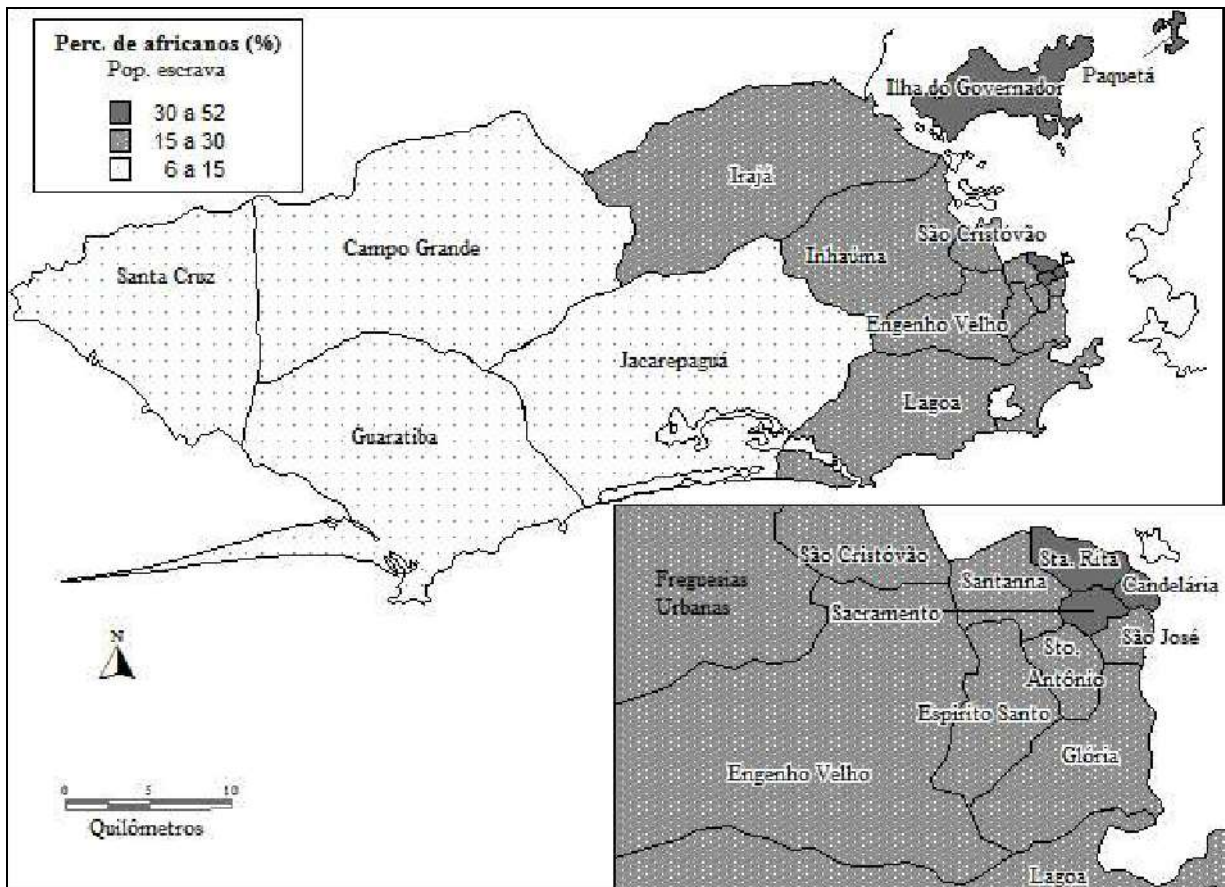 Perc. de africanos (%)
Pop. escrava
30 a 52
15 a 30
6 a 15
Paquetá
Ilha do Governador
Irajá
São Cristóvão
Campo Grande
Inhaúma
Santa Cruz
Engenho Velho
Jacarepaguá
Lagoa
Guaratiba
N
0 5 10
Quilômetros
São Cristóvão
Sta. Rita
Freguesias
Urbanas
Santanna
Candelária
Sacramento
São José
Sto.
Antônio
Espírito Santo
Glória
Engenho Velho
Lagoa